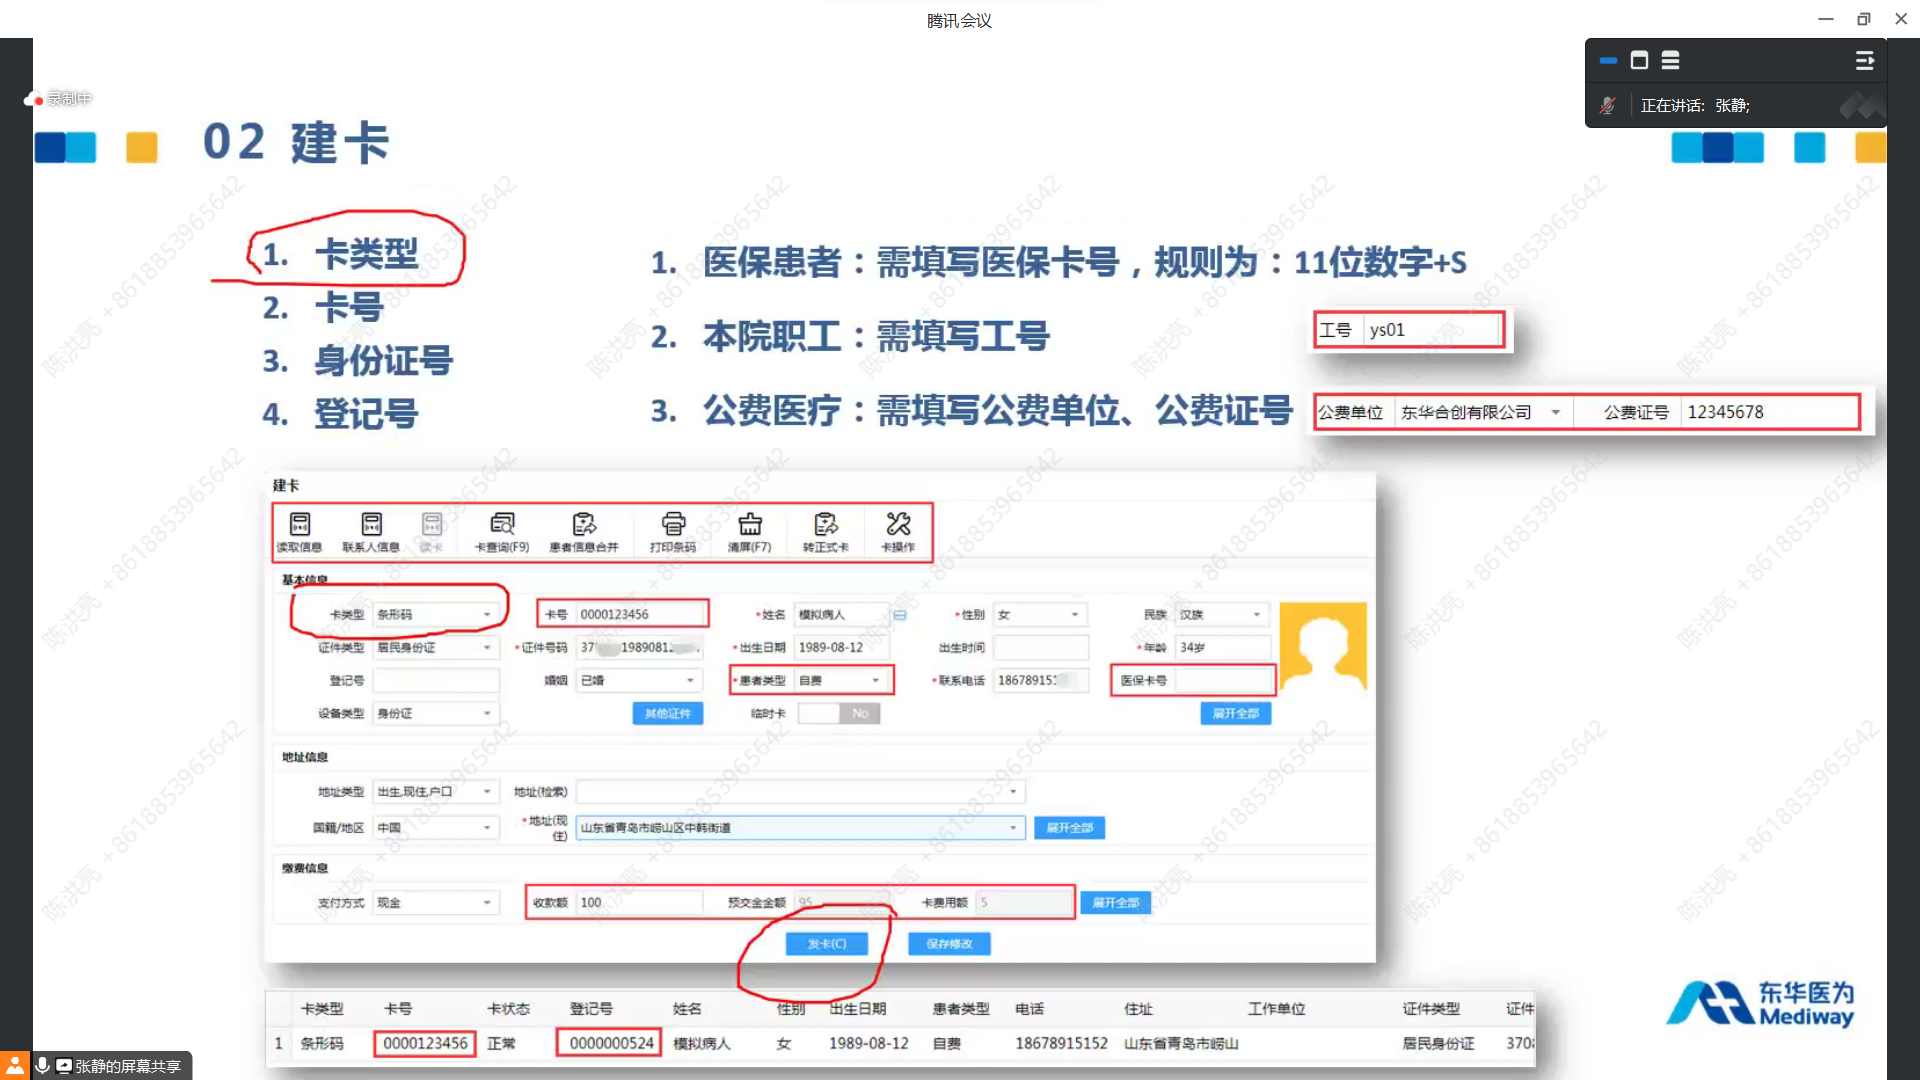 腾讯会议
录制中
正在讲话: 张静;
02 建卡
1. 卡类型
2. 卡号
3. 身份证号
4. 登记号
1. 医保患者：需填写医保卡号，规则为：11位数字+S
2. 本院职工：需填写工号
工号 ys01
3. 公费医疗：需填写公费单位、公费证号
公费单位 东华合创有限公司 公费证号 12345678
建卡
读取信息 联系人信息 读卡 卡查询(F9) 患者信息合并 打印条码 清屏(F7) 转正式卡 卡操作
基本信息
卡类型 条形码 卡号 0000123456 *姓名 模拟病人 *性别 女 民族 汉族
证件类型 居民身份证 *证件号码 37 1989081 *出生日期 1989-08-12 出生时间 *年龄 34岁
登记号 婚姻 已婚 *患者类型 自费 *联系电话 18678915 医保卡号
设备类型 身份证 其他证件 临时卡 No 展开全部
地址信息
地址类型 出生,现住,户口 地址(检索)
国籍/地区 中国 *地址(现住) 山东省青岛市崂山区中韩街道 展开全部
缴费信息
支付方式 现金 收款额 100 预交金金额 95 卡费用额 5 展开全部
发卡(C) 保存修改
卡类型 卡号 卡状态 登记号 姓名 性别 出生日期 患者类型 电话 住址 工作单位 证件类型 证件
1 条形码 0000123456 正常 0000000524 模拟病人 女 1989-08-12 自费 18678915152 山东省青岛市崂山 居民身份证 370
东华医为
Mediway
张静的屏幕共享
陈洪亮 +8618853965642